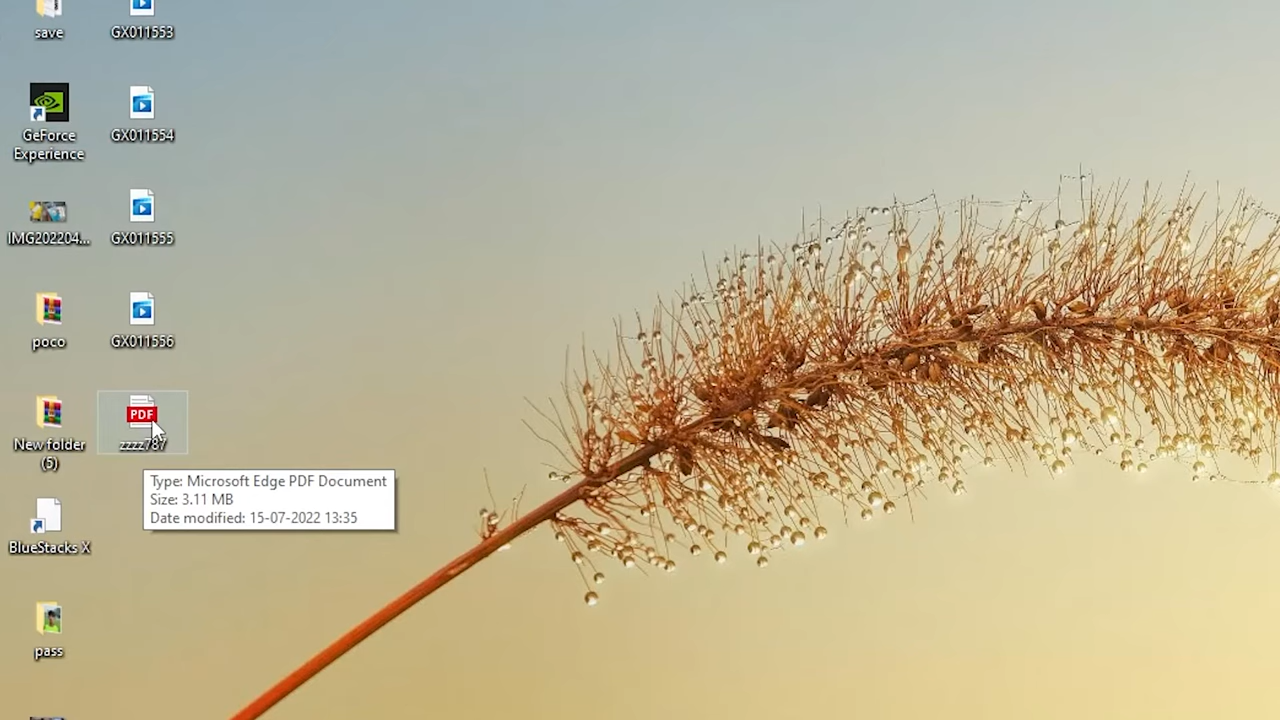 save
GX011553
GeForce
Experience
GX011554
IMG202204...
GX011555
poco
GX011556
New folder
(5)
PDF
zzzz787
Type: Microsoft Edge PDF Document
Size: 3.11 MB
Date modified: 15-07-2022 13:35
BlueStacks X
pass